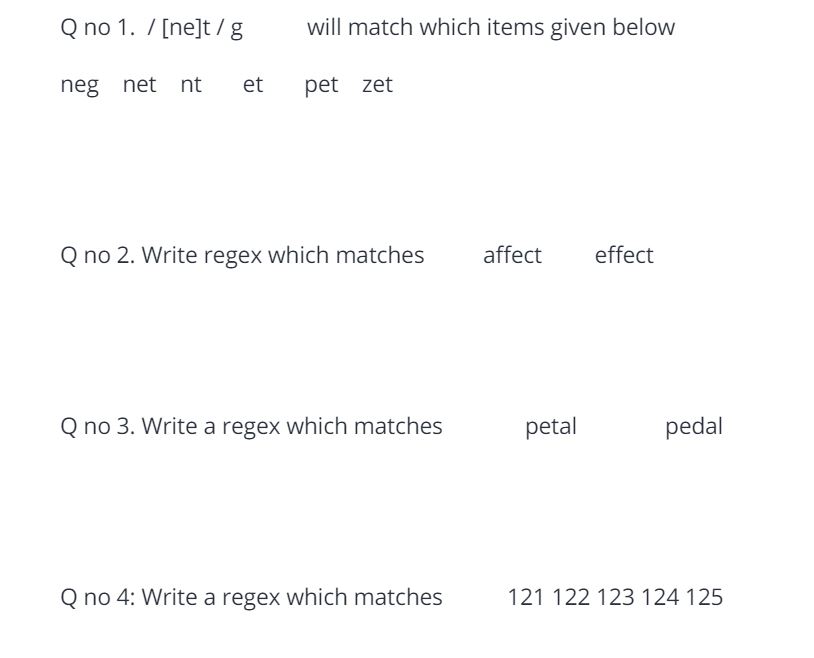 Q no 1. / [ne]t / g will match which items given below
neg net nt et pet zet
Q no 2. Write regex which matches affect effect
Q no 3. Write a regex which matches petal pedal
Q no 4: Write a regex which matches 121 122 123 124 125